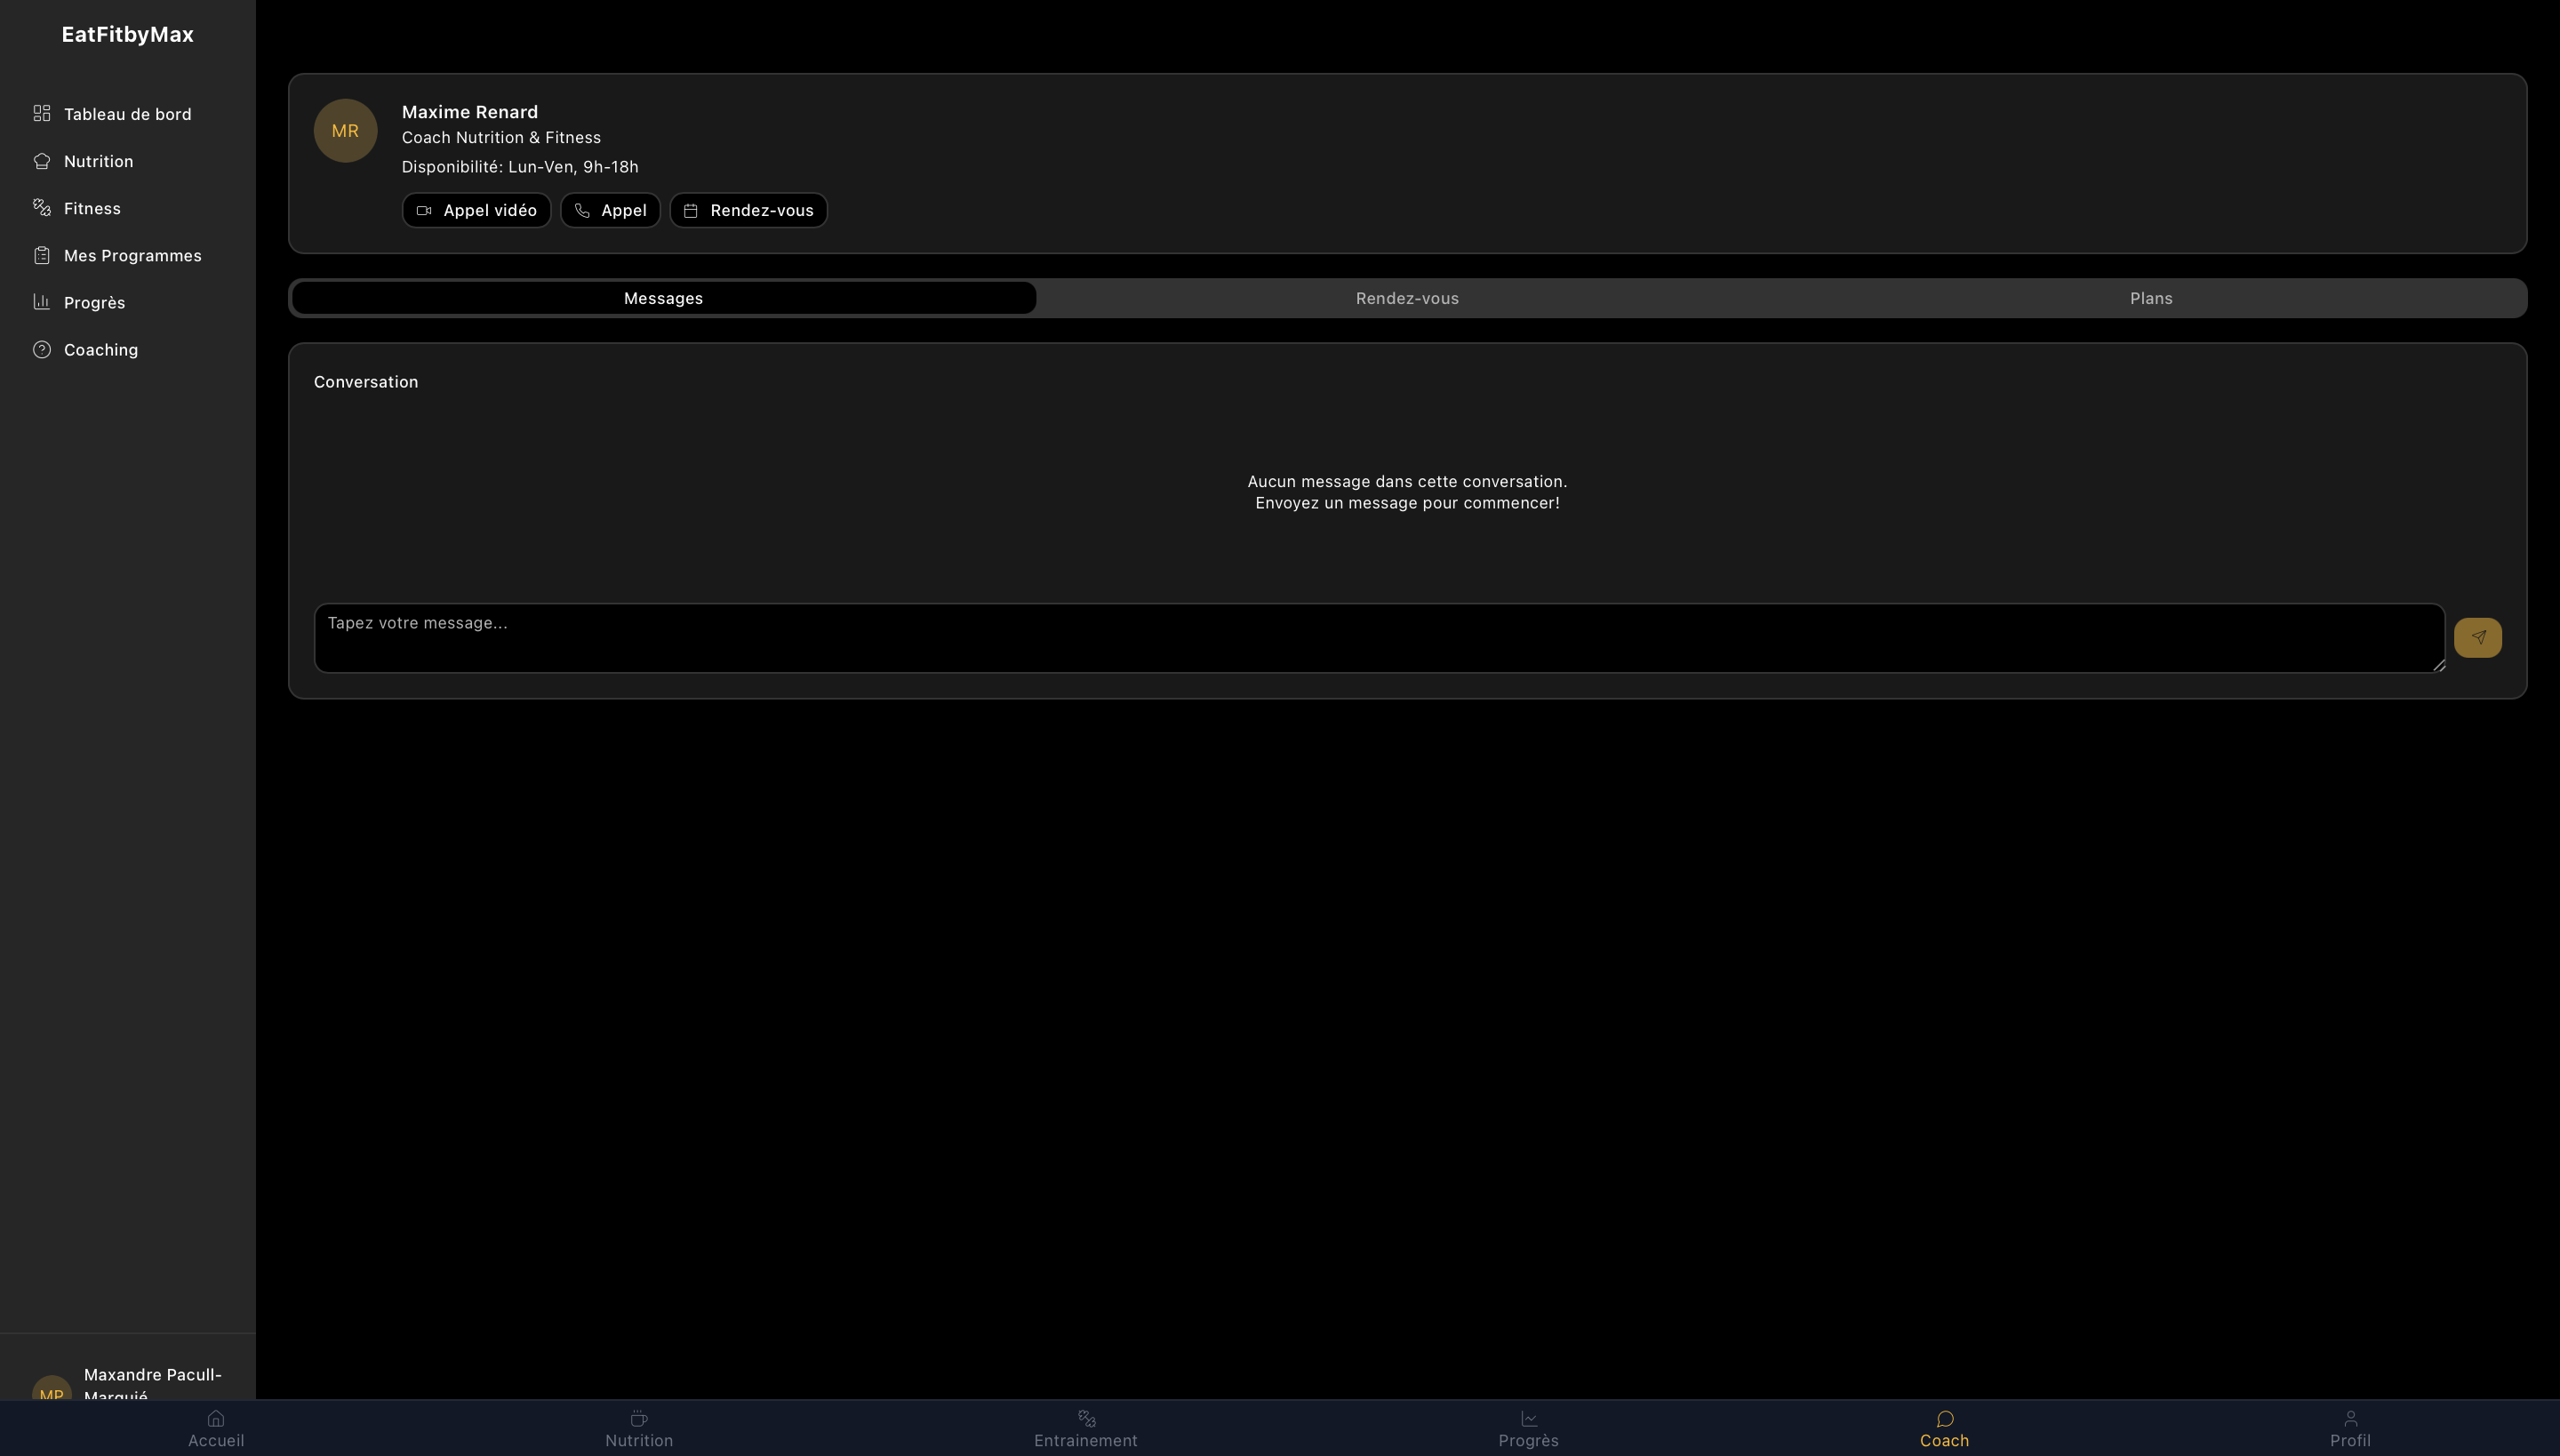 EatFitbyMax
Tableau de bord
Nutrition
Fitness
Mes Programmes
Progrès
Coaching
MR
Maxime Renard
Coach Nutrition & Fitness
Disponibilité: Lun-Ven, 9h-18h
Appel vidéo
Appel
Rendez-vous
Messages
Rendez-vous
Plans
Conversation
Aucun message dans cette conversation.
Envoyez un message pour commencer!
Tapez votre message...
MP
Maxandre Pacull-
Marquié
Accueil
Nutrition
Entrainement
Progrès
Coach
Profil